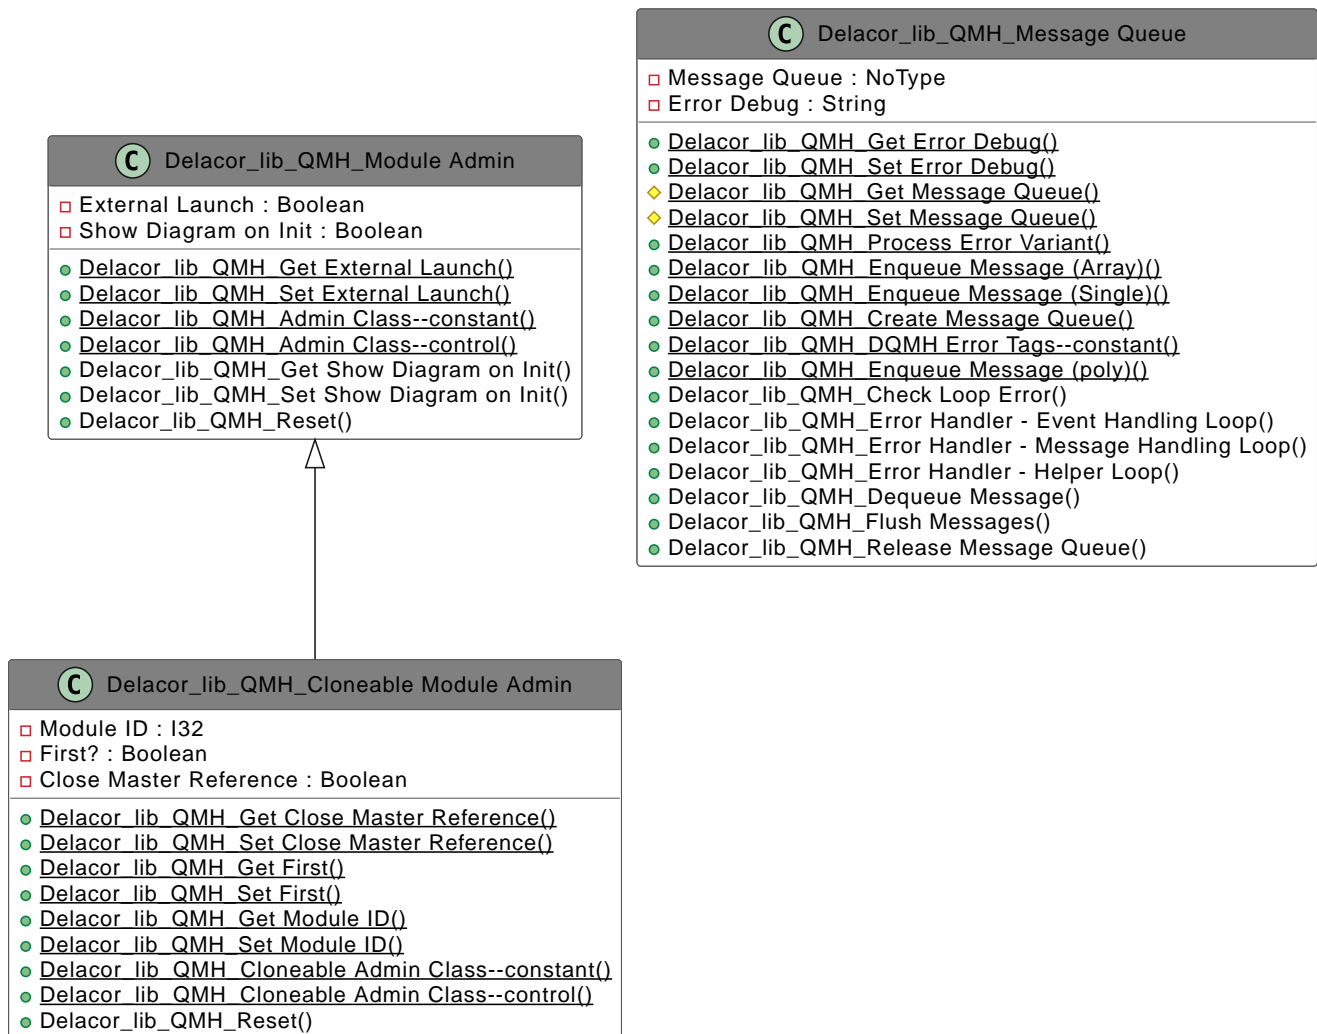 C Delacor_lib_QMH_Message Queue
Message Queue : NoType
Error Debug : String
Delacor_lib_QMH_Get Error Debug()
Delacor_lib_QMH_Set Error Debug()
Delacor_lib_QMH_Get Message Queue()
Delacor_lib_QMH_Set Message Queue()
Delacor_lib_QMH_Process Error Variant()
Delacor_lib_QMH_Enqueue Message (Array)()
Delacor_lib_QMH_Enqueue Message (Single)()
Delacor_lib_QMH_Create Message Queue()
Delacor_lib_QMH_DQMH Error Tags--constant()
Delacor_lib_QMH_Enqueue Message (poly)()
Delacor_lib_QMH_Check Loop Error()
Delacor_lib_QMH_Error Handler - Event Handling Loop()
Delacor_lib_QMH_Error Handler - Message Handling Loop()
Delacor_lib_QMH_Error Handler - Helper Loop()
Delacor_lib_QMH_Dequeue Message()
Delacor_lib_QMH_Flush Messages()
Delacor_lib_QMH_Release Message Queue()
C Delacor_lib_QMH_Module Admin
External Launch : Boolean
Show Diagram on Init : Boolean
Delacor_lib_QMH_Get External Launch()
Delacor_lib_QMH_Set External Launch()
Delacor_lib_QMH_Admin Class--constant()
Delacor_lib_QMH_Admin Class--control()
Delacor_lib_QMH_Get Show Diagram on Init()
Delacor_lib_QMH_Set Show Diagram on Init()
Delacor_lib_QMH_Reset()
C Delacor_lib_QMH_Cloneable Module Admin
Module ID : I32
First? : Boolean
Close Master Reference : Boolean
Delacor_lib_QMH_Get Close Master Reference()
Delacor_lib_QMH_Set Close Master Reference()
Delacor_lib_QMH_Get First()
Delacor_lib_QMH_Set First()
Delacor_lib_QMH_Get Module ID()
Delacor_lib_QMH_Set Module ID()
Delacor_lib_QMH_Cloneable Admin Class--constant()
Delacor_lib_QMH_Cloneable Admin Class--control()
Delacor_lib_QMH_Reset()